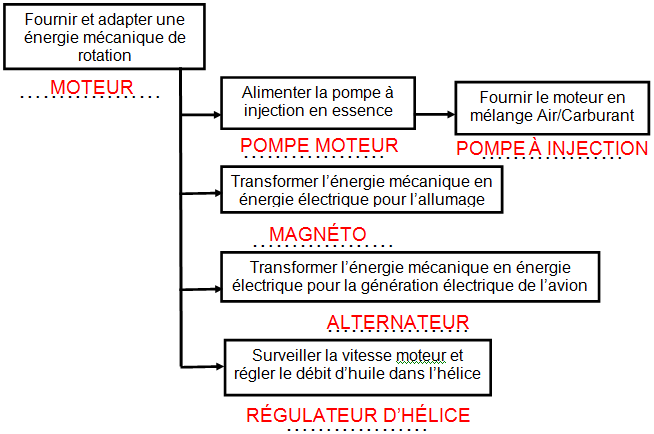 Fournir et adapter une
énergie mécanique de
rotation
MOTEUR
Alimenter la pompe à
injection en essence
POMPE MOTEUR
Fournir le moteur en
mélange Air/Carburant
POMPE À INJECTION
Transformer l’énergie mécanique en
énergie électrique pour l’allumage
MAGNÉTO
Transformer l’énergie mécanique en énergie
électrique pour la génération électrique de l’avion
ALTERNATEUR
Surveiller la vitesse moteur et
régler le débit d’huile dans l’hélice
RÉGULATEUR D’HÉLICE